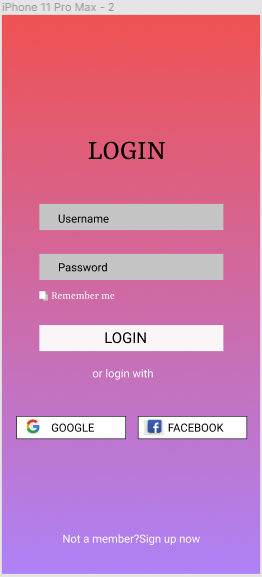 iPhone 11 Pro Max - 2
LOGIN
Username
Password
Remember me
LOGIN
or login with
GOOGLE
FACEBOOK
Not a member?Sign up now